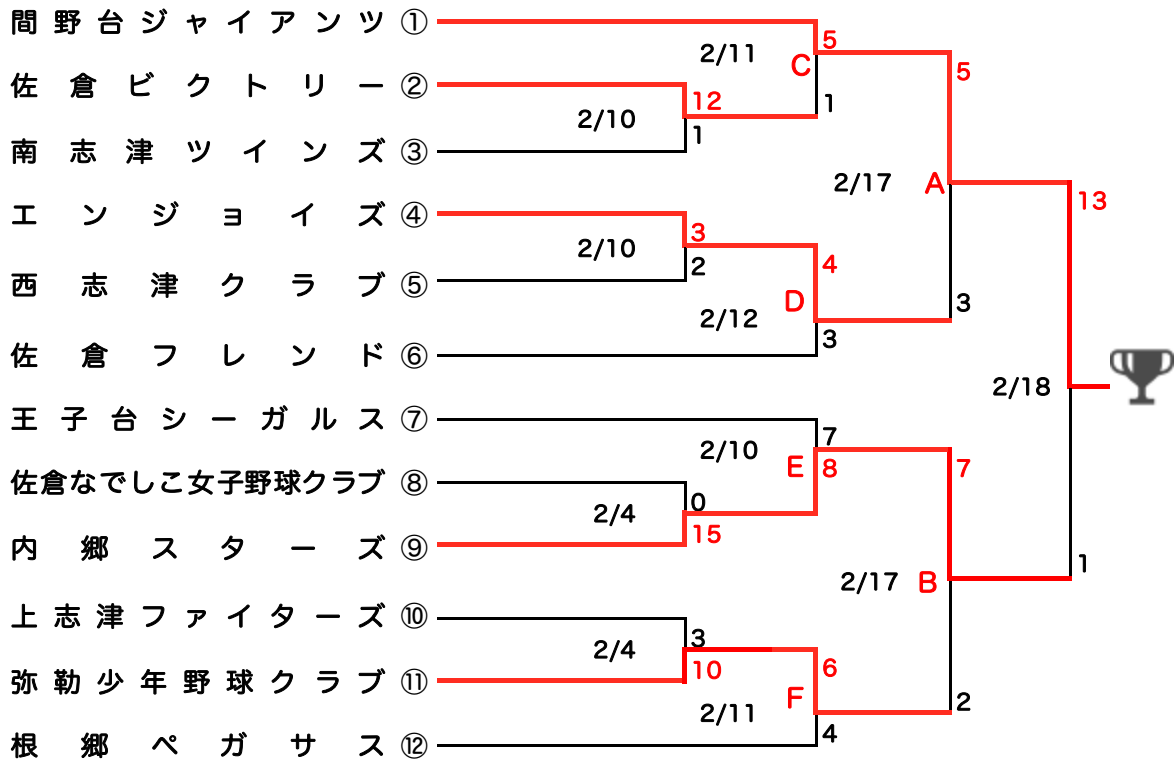 間野台ジャイアンツ ①
5
2/11
C
5
佐倉ビクトリー ②
12
1
2/10
1
南志津ツインズ ③
2/17
A
13
エンジョイズ ④
3
2/10
4
2
西志津クラブ ⑤
D
3
2/12
3
佐倉フレンド ⑥
2/18
王子台シーガルス ⑦
7
2/10
E
8
7
佐倉なでしこ女子野球クラブ ⑧
0
2/4
15
内郷スターズ ⑨
1
2/17
B
上志津ファイターズ ⑩
3
2/4
10
6
弥勒少年野球クラブ ⑪
F
2
2/11
4
根郷ペガサス ⑫